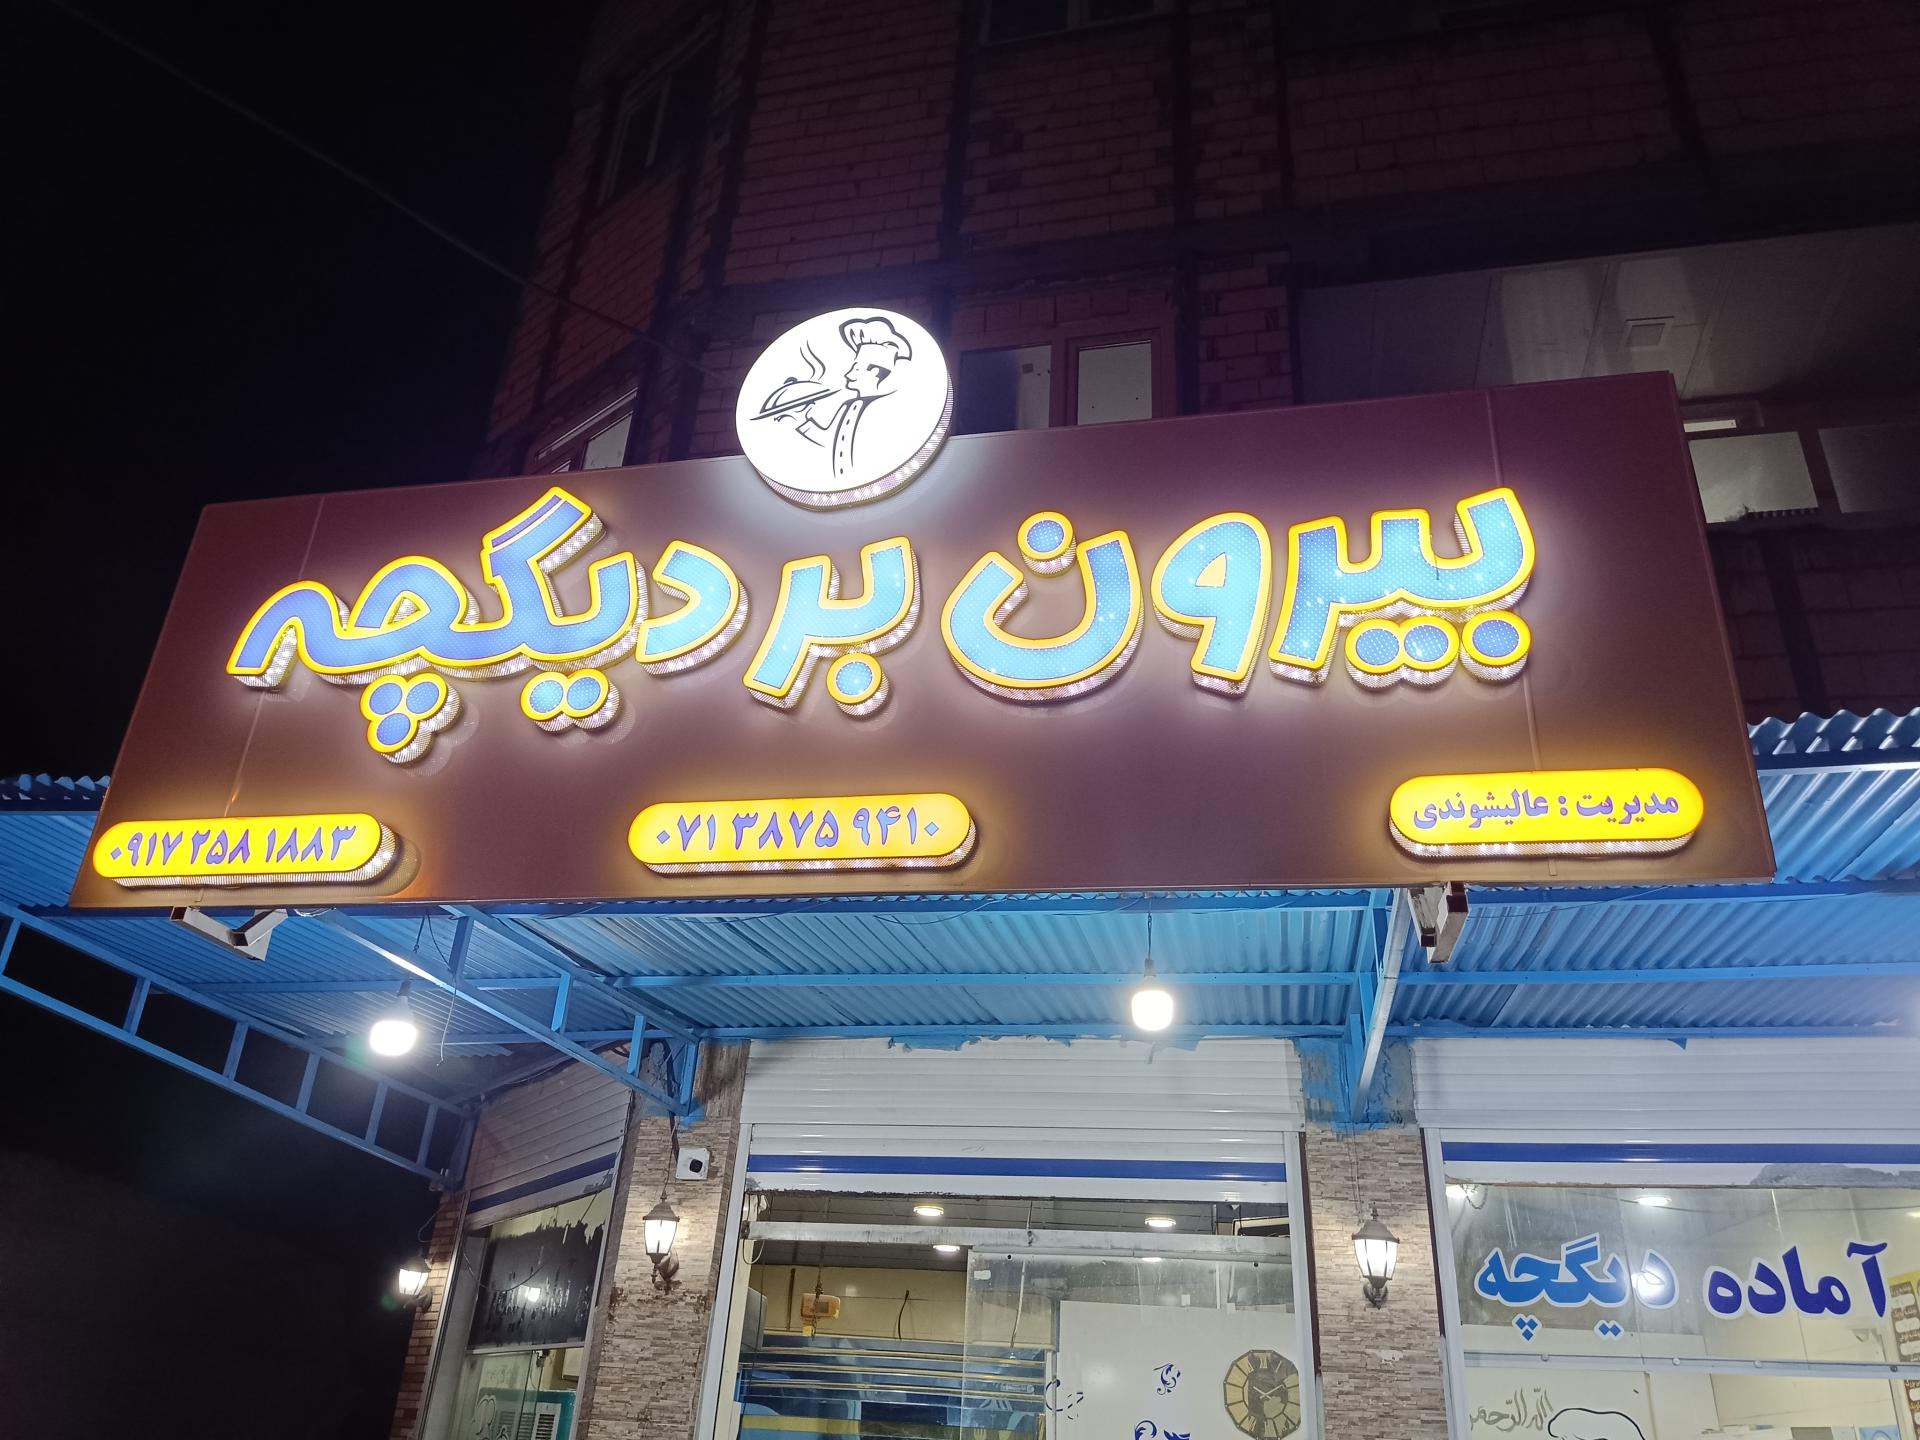 بیرون بر دیگچه
مدیریت : عالیشوندی
۰۷۱ ۳۸۷۵ ۹۴۱۰
۰۹۱۷ ۲۵۸ ۱۸۸۳
آماده دیگچه